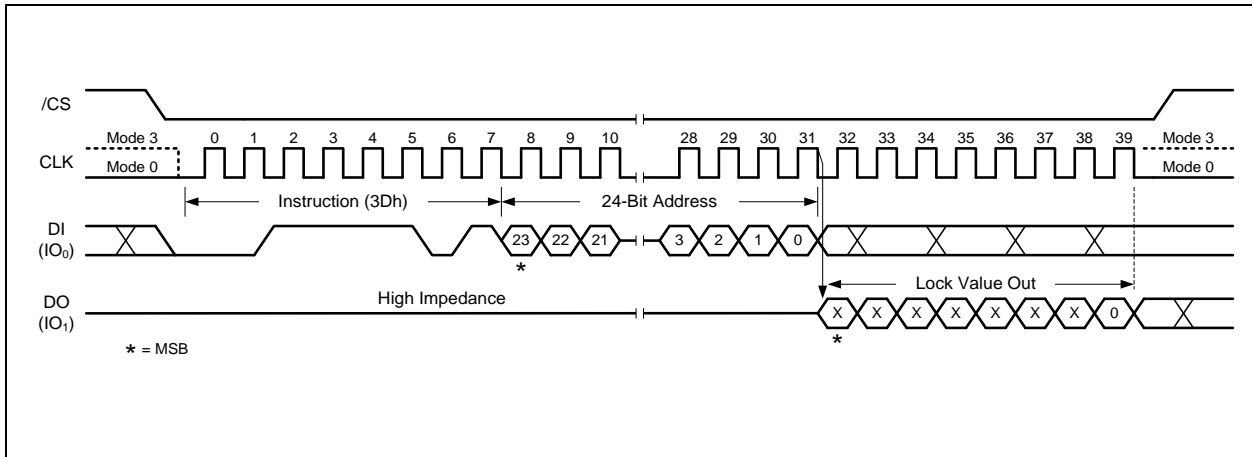 /CS
Mode 3 0 1 2 3 4 5 6 7 8 9 10 28 29 30 31 32 33 34 35 36 37 38 39 Mode 3
CLK
Mode 0 Mode 0
Instruction (3Dh) 24-Bit Address
DI
(IO0)
23 22 21 3 2 1 0
*
Lock Value Out
High Impedance
DO
(IO1)
X X X X X X X 0
*
* = MSB